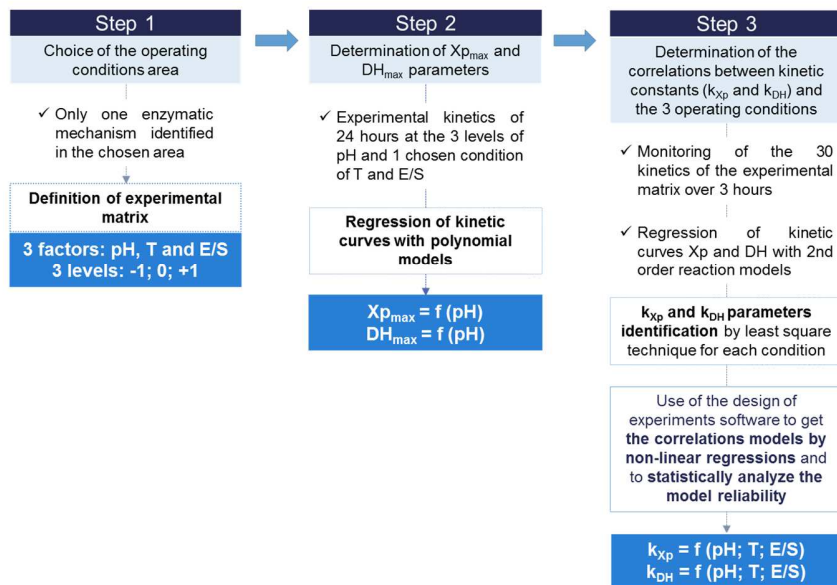 Step 1
Choice of the operating
conditions area
✓ Only one enzymatic
mechanism identified
in the chosen area
Definition of experimental
matrix
3 factors: pH, T and E/S
3 levels: -1; 0; +1
Step 2
Determination of Xpmax and
DHmax parameters
✓ Experimental kinetics of
24 hours at the 3 levels of
pH and 1 chosen condition
of T and E/S
Regression of kinetic
curves with polynomial
models
Xpmax = f (pH)
DHmax = f (pH)
Step 3
Determination of the
correlations between kinetic
constants (kXp and kDH) and
the 3 operating conditions
✓ Monitoring of the 30
kinetics of the experimental
matrix over 3 hours
✓ Regression of kinetic
curves Xp and DH with 2nd
order reaction models
kXp and kDH parameters
identification by least square
technique for each condition
Use of the design of
experiments software to get
the correlations models by
non-linear regressions and
to statistically analyze the
model reliability
kXp = f (pH; T; E/S)
kDH = f (pH; T; E/S)